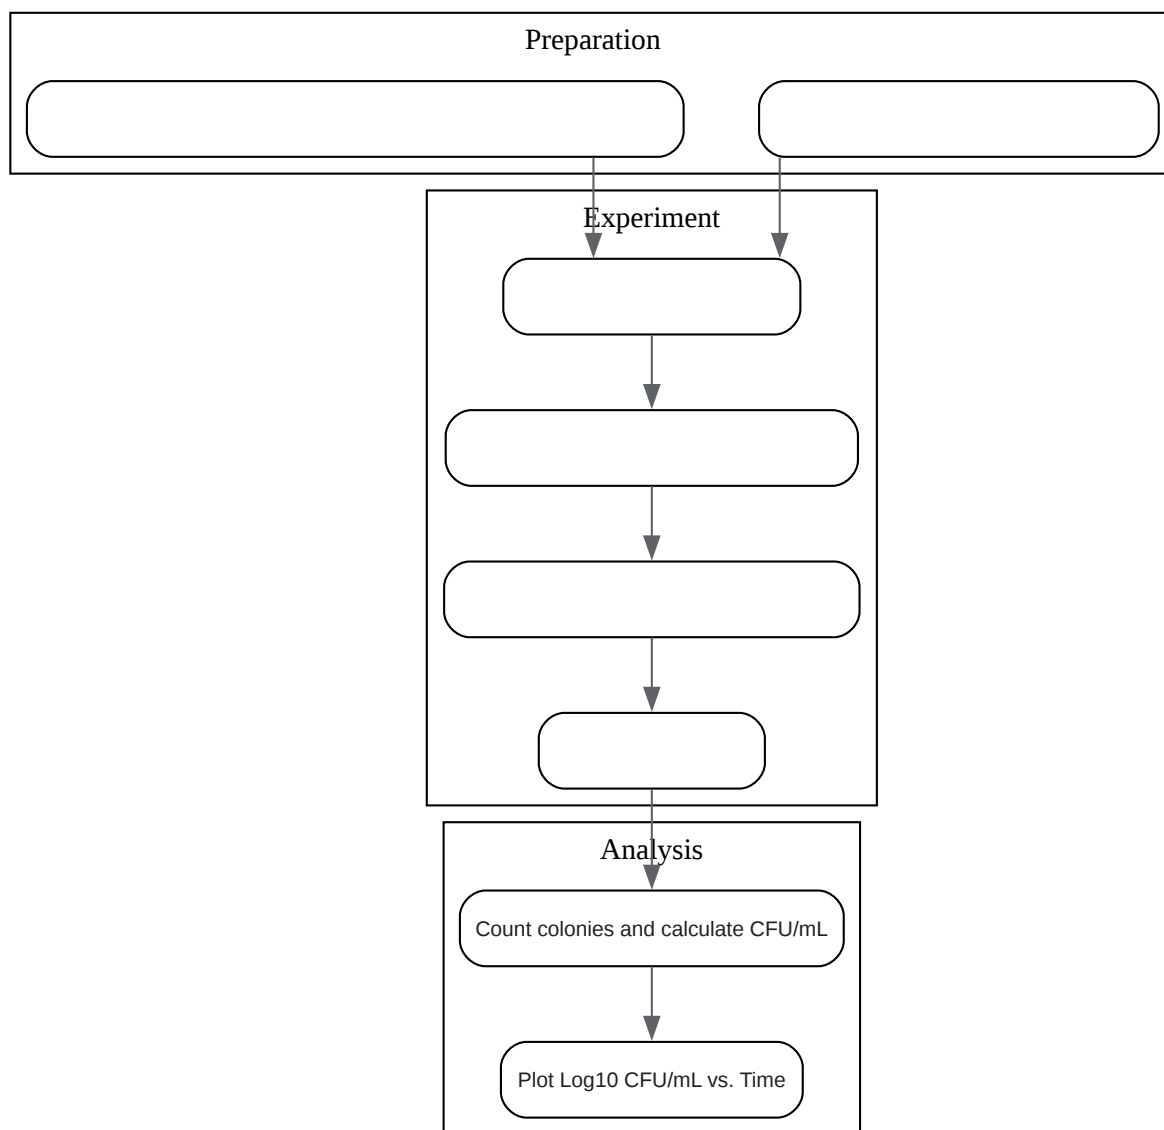 Preparation
Experiment
Analysis
Count colonies and calculate CFU/mL
Plot Log10 CFU/mL vs. Time